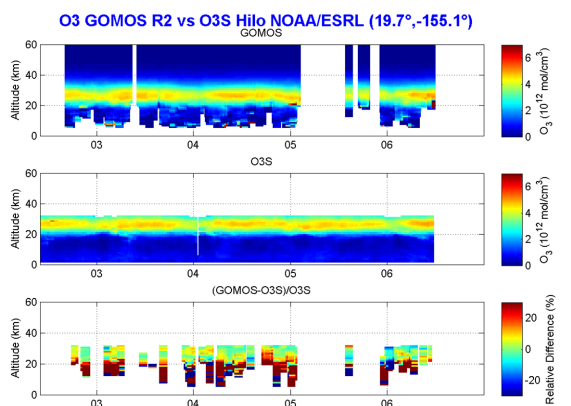 O3 GOMOS R2 vs O3S Hilo NOAA/ESRL (19.7°,-155.1°)
GOMOS
Altitude (km)
60
40
20
0
03 04 05 06
6
4
2
0
O3 (10^12 mol/cm^3)
O3S
Altitude (km)
60
40
20
0
03 04 05 06
6
4
2
0
O3 (10^12 mol/cm^3)
(GOMOS-O3S)/O3S
Altitude (km)
60
40
20
0
03 04 05 06
20
0
-20
Relative Difference (%)